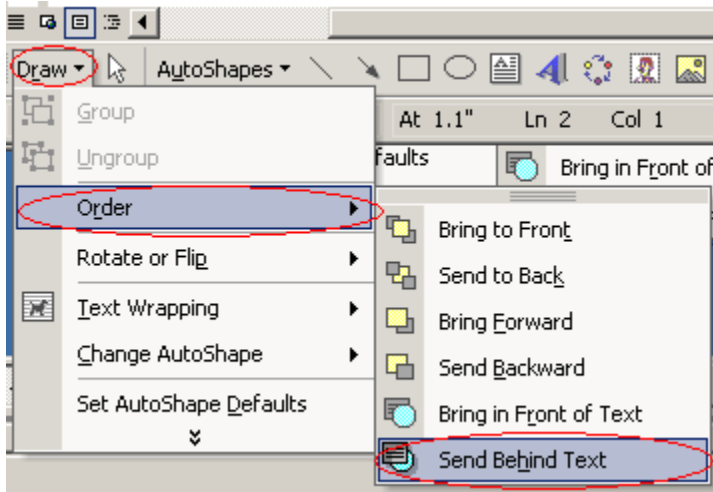 Draw
AutoShapes
Group
At 1.1" Ln 2 Col 1
Ungroup
faults
Bring in Front of
Order
Bring to Front
Rotate or Flip
Send to Back
Text Wrapping
Bring Forward
Change AutoShape
Send Backward
Set AutoShape Defaults
Bring in Front of Text
Send Behind Text